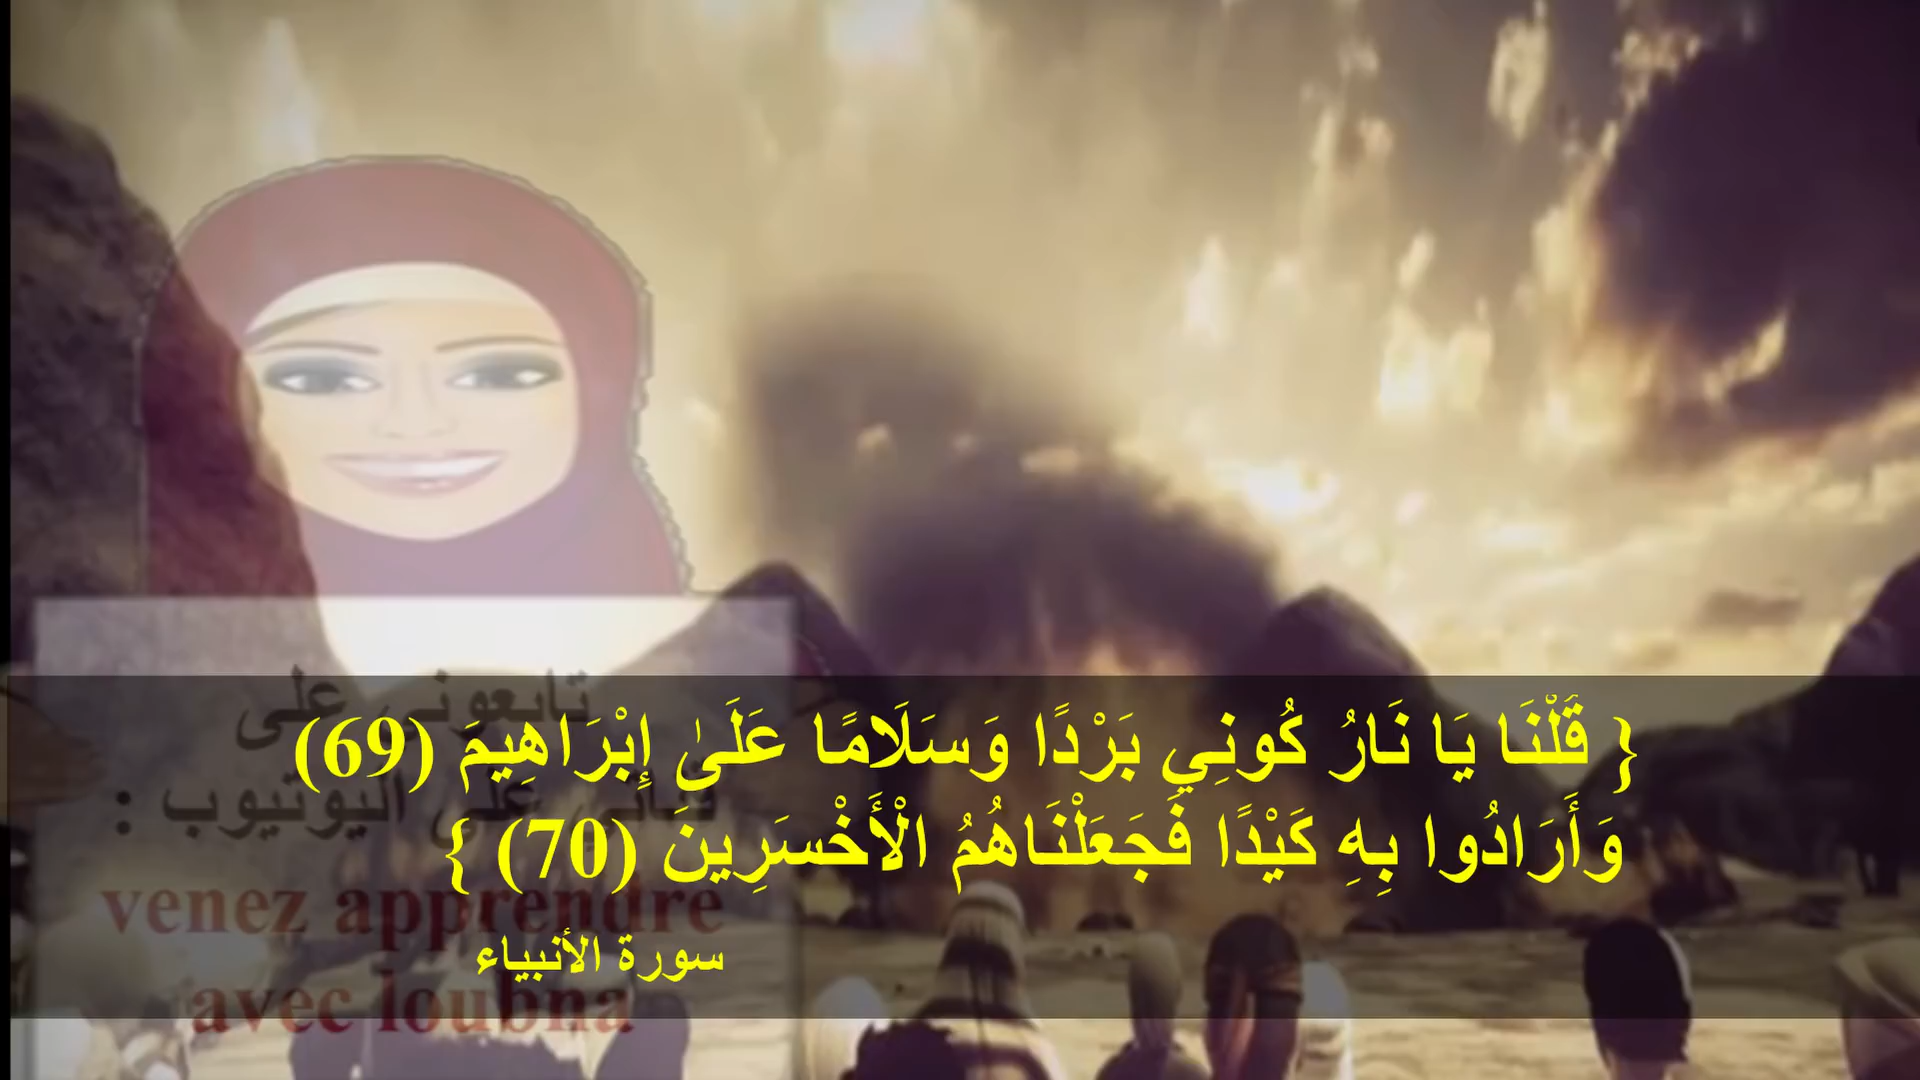 { قَلْنَا يَا نَارُ كُونِي بَرْدًا وَسَلَامًا عَلَىٰ إِبْرَاهِيمَ (69)
وَأَرَادُوا بِهِ كَيْدًا فَجَعَلْنَاهُمُ الْأَخْسَرِينَ (70) }
سورة الأنبياء
تابعوني على
قناتي على اليوتيوب :
venez apprendre
avec loubna